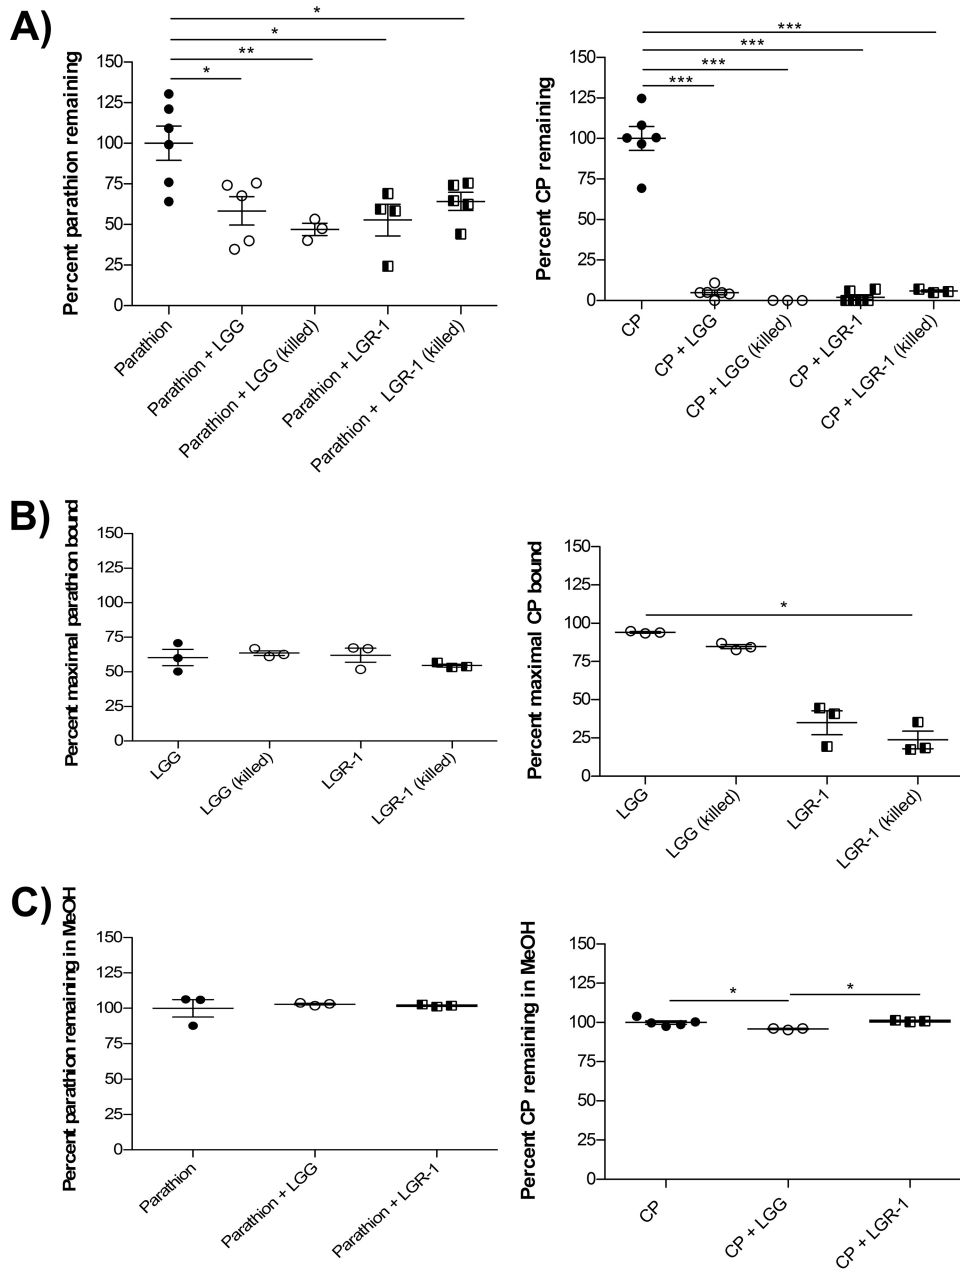 A)
Percent parathion remaining
150
125
100
75
50
25
0
*
*
**
*
Parathion
Parathion + LGG
Parathion + LGG (killed)
Parathion + LGR-1
Parathion + LGR-1 (killed)
Percent CP remaining
150
125
100
75
50
25
0
***
***
***
***
CP
CP + LGG
CP + LGG (killed)
CP + LGR-1
CP + LGR-1 (killed)
B)
Percent maximal parathion bound
150
125
100
75
50
25
0
LGG
LGG (killed)
LGR-1
LGR-1 (killed)
Percent maximal CP bound
150
125
100
75
50
25
0
*
LGG
LGG (killed)
LGR-1
LGR-1 (killed)
C)
Percent parathion remaining in MeOH
150
125
100
75
50
25
0
Parathion
Parathion + LGG
Parathion + LGR-1
Percent CP remaining in MeOH
150
125
100
75
50
25
0
*
*
CP
CP + LGG
CP + LGR-1